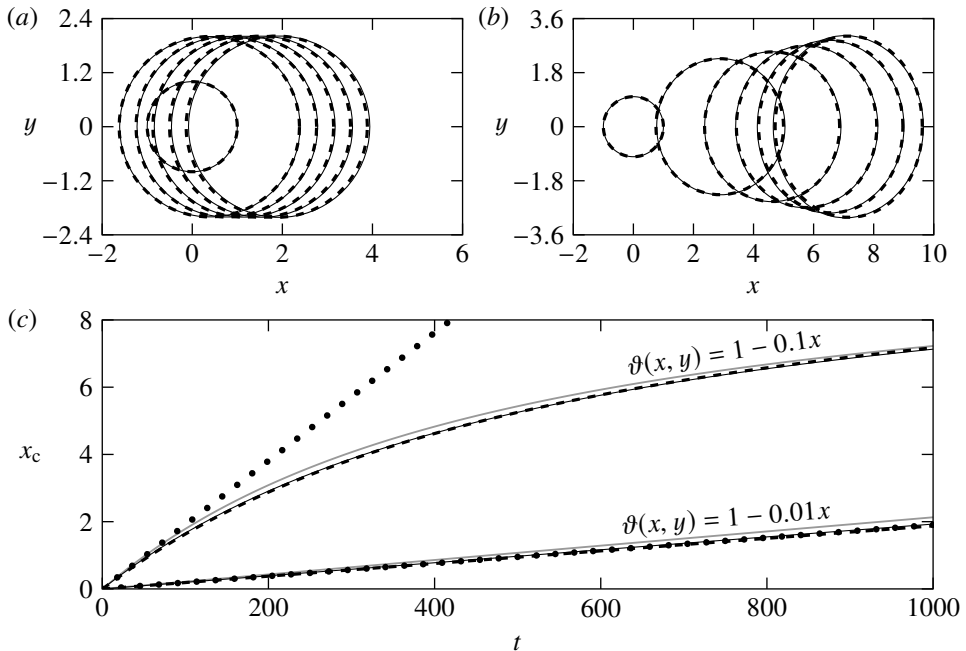 (a)
2.4
1.2
y 0
−1.2
−2.4
−2 0 2 4 6
x
(b)
3.6
1.8
y 0
−1.8
−3.6
−2 0 2 4 6 8 10
x
(c)
8
6
x_c 4
2
0
ϑ(x, y) = 1 − 0.1x
ϑ(x, y) = 1 − 0.01x
0 200 400 600 800 1000
t